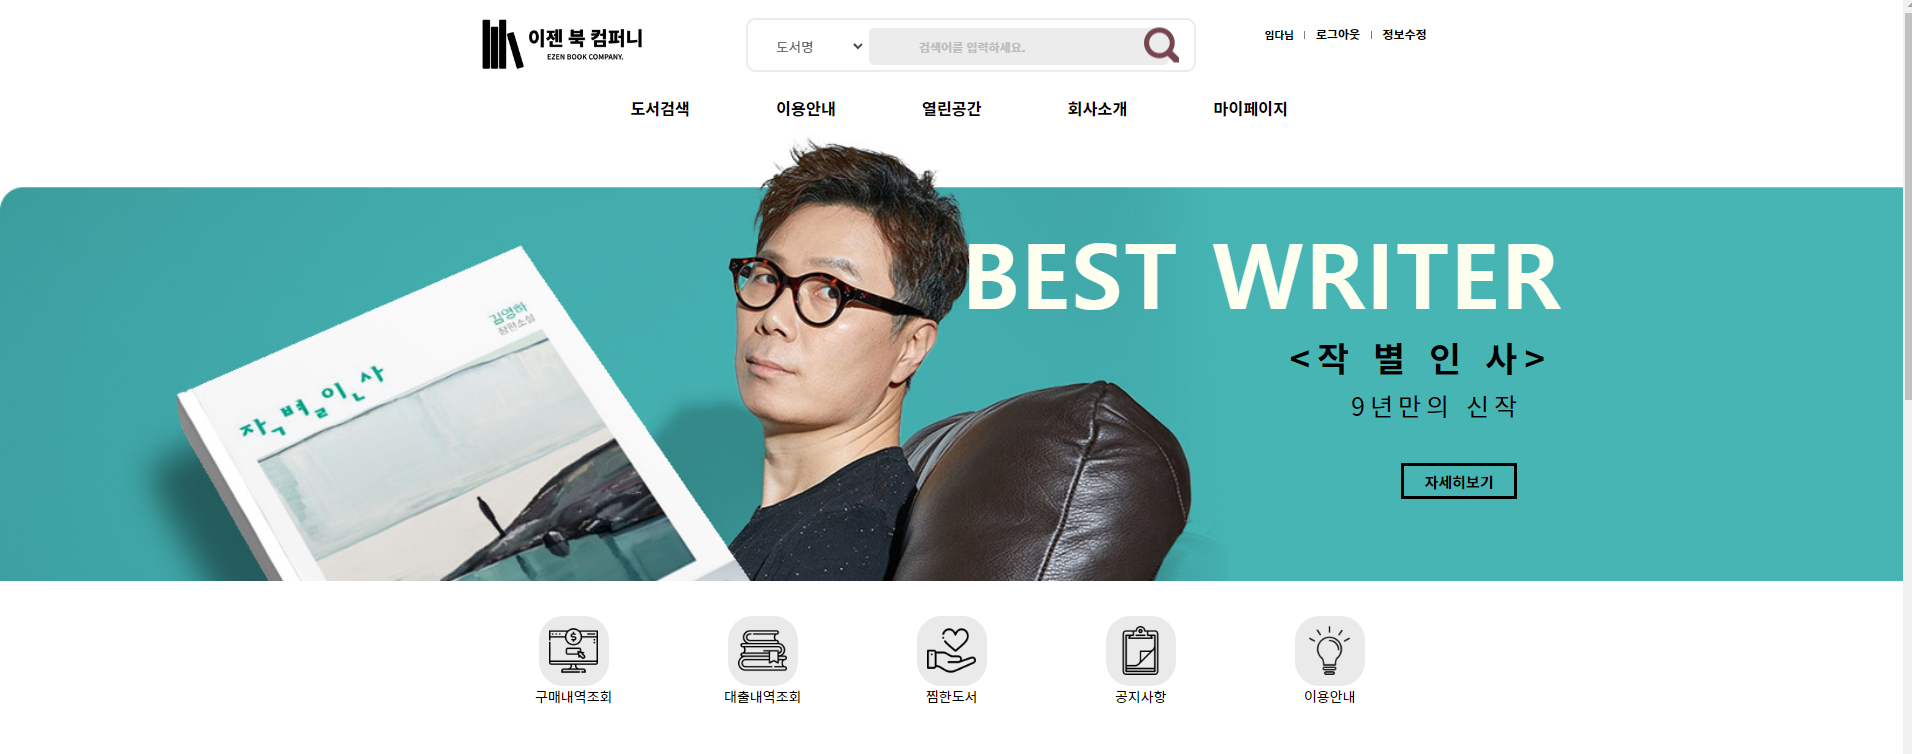 이젠 북 컴퍼니
EZEN BOOK COMPANY.
도서명
검색어를 입력하세요.
임다님 | 로그아웃 | 정보수정
도서검색 이용안내 열린공간 회사소개 마이페이지
BEST WRITER
<작 별 인 사>
9년만의 신작
자세히보기
김영하
장편소설
작별인사
구매내역조회 대출내역조회 찜한도서 공지사항 이용안내